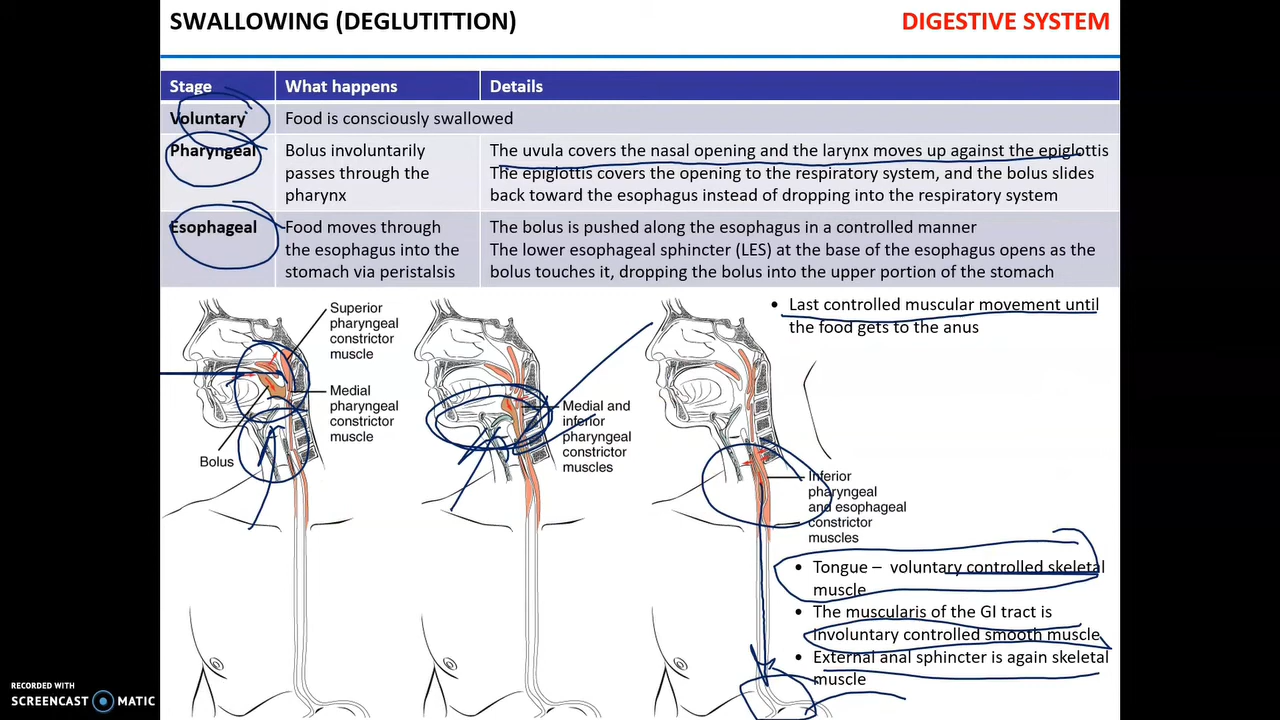 SWALLOWING (DEGLUTITTION)
DIGESTIVE SYSTEM
Stage
What happens
Details
Voluntary
Food is consciously swallowed
Pharyngeal
Bolus involuntarily
passes through the
pharynx
The uvula covers the nasal opening and the larynx moves up against the epiglottis
The epiglottis covers the opening to the respiratory system, and the bolus slides
back toward the esophagus instead of dropping into the respiratory system
Esophageal
Food moves through
the esophagus into the
stomach via peristalsis
The bolus is pushed along the esophagus in a controlled manner
The lower esophageal sphincter (LES) at the base of the esophagus opens as the
bolus touches it, dropping the bolus into the upper portion of the stomach
Superior
pharyngeal
constrictor
muscle
Medial
pharyngeal
constrictor
muscle
Bolus
Medial and
inferior
pharyngeal
constrictor
muscles
• Last controlled muscular movement until
the food gets to the anus
Inferior
pharyngeal
and esophageal
constrictor
muscles
• Tongue – voluntary controlled skeletal
muscle
• The muscularis of the GI tract is
involuntary controlled smooth muscle
• External anal sphincter is again skeletal
muscle
RECORDED WITH
SCREENCAST MATIC